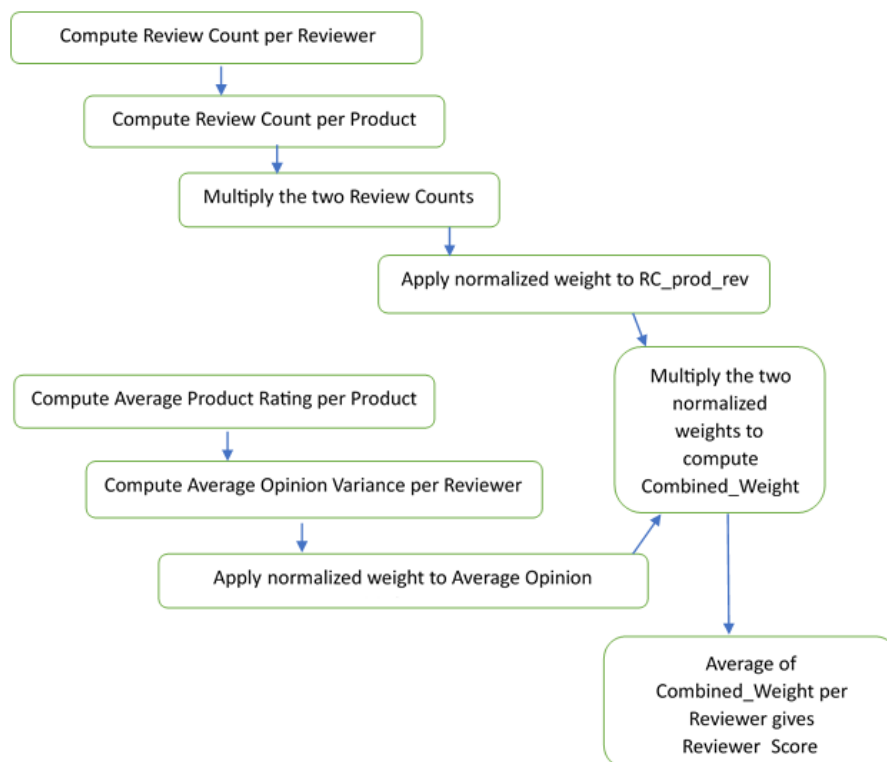 Compute Review Count per Reviewer
Compute Review Count per Product
Multiply the two Review Counts
Apply normalized weight to RC_prod_rev
Multiply the two
normalized
weights to
compute
Combined_Weight
Compute Average Product Rating per Product
Compute Average Opinion Variance per Reviewer
Apply normalized weight to Average Opinion
Average of
Combined_Weight per
Reviewer gives
Reviewer Score